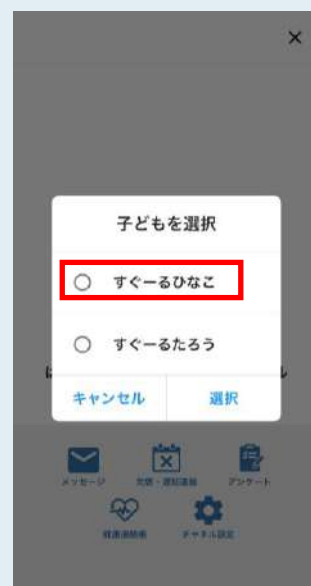 ×
子どもを選択
すぐーるひなこ
すぐーるたろう
キャンセル 選択
メッセージ 欠席・遅刻連絡 アンケート
健康連絡帳 チャネル設定